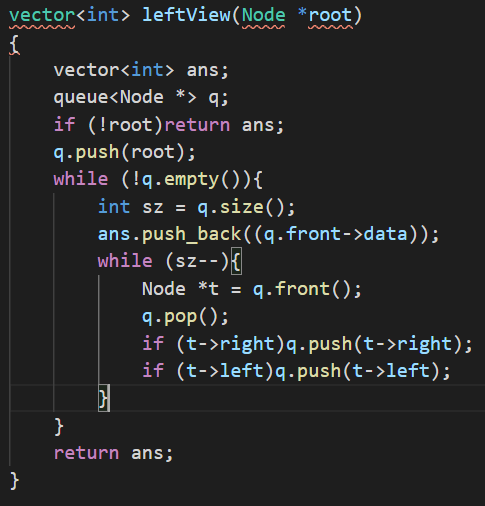 vector<int> leftView(Node *root)
{
    vector<int> ans;
    queue<Node *> q;
    if (!root)return ans;
    q.push(root);
    while (!q.empty()){
        int sz = q.size();
        ans.push_back((q.front->data));
        while (sz--){
            Node *t = q.front();
            q.pop();
            if (t->right)q.push(t->right);
            if (t->left)q.push(t->left);
        }
    }
    return ans;
}